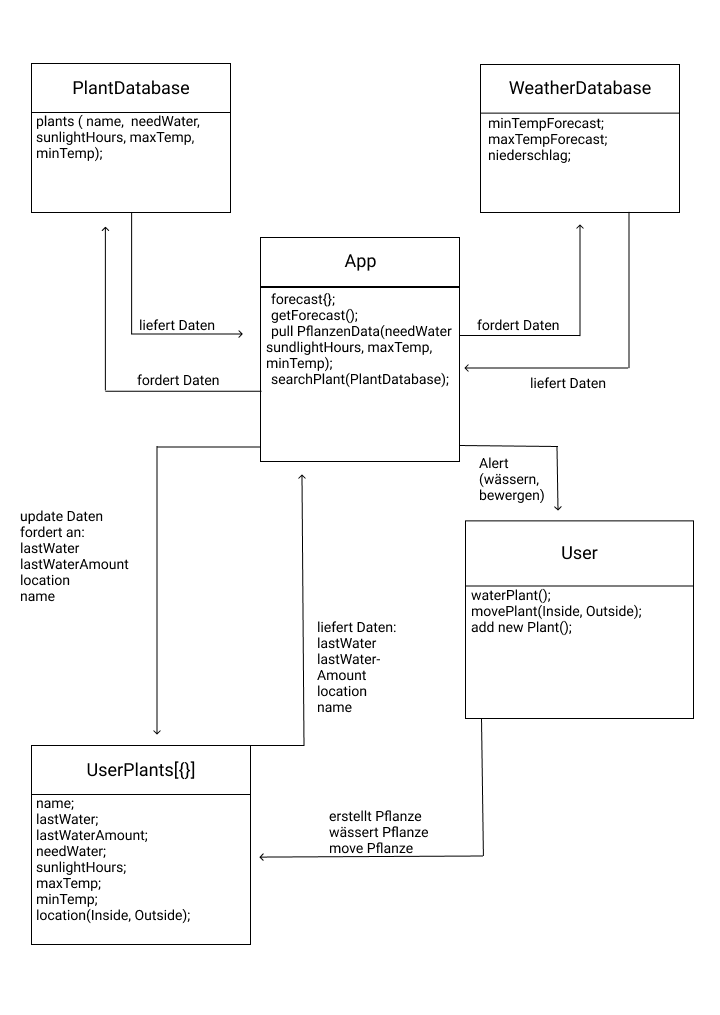 PlantDatabase
plants ( name, needWater,
sunlightHours, maxTemp,
minTemp);
WeatherDatabase
minTempForecast;
maxTempForecast;
niederschlag;
App
forecast{};
getForecast();
pull PflanzenData(needWater
sundlightHours, maxTemp,
minTemp);
searchPlant(PlantDatabase);
liefert Daten
fordert Daten
fordert Daten
liefert Daten
Alert
(wässern,
bewergen)
update Daten
fordert an:
lastWater
lastWaterAmount
location
name
User
waterPlant();
movePlant(Inside, Outside);
add new Plant();
liefert Daten:
lastWater
lastWater-
Amount
location
name
UserPlants[{}]
name;
lastWater;
lastWaterAmount;
needWater;
sunlightHours;
maxTemp;
minTemp;
location(Inside, Outside);
erstellt Pflanze
wässert Pflanze
move Pflanze